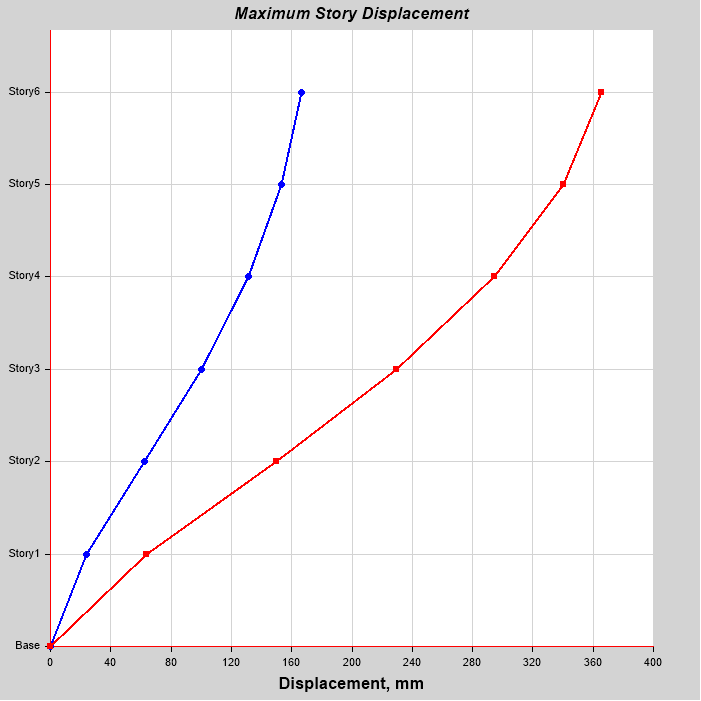 Maximum Story Displacement
Story6
Story5
Story4
Story3
Story2
Story1
Base
0 40 80 120 160 200 240 280 320 360 400
Displacement, mm